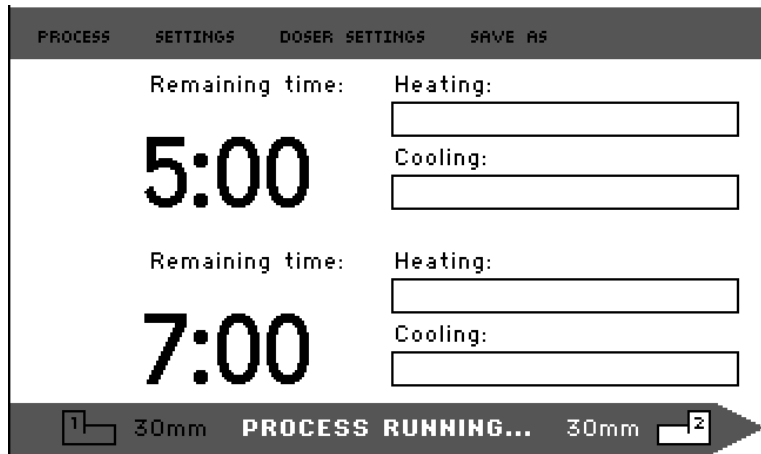 PROCESS SETTINGS DOSER SETTINGS SAVE AS
Remaining time: Heating:
5:00
Cooling:
Remaining time: Heating:
7:00
Cooling:
1 30mm PROCESS RUNNING... 30mm 2